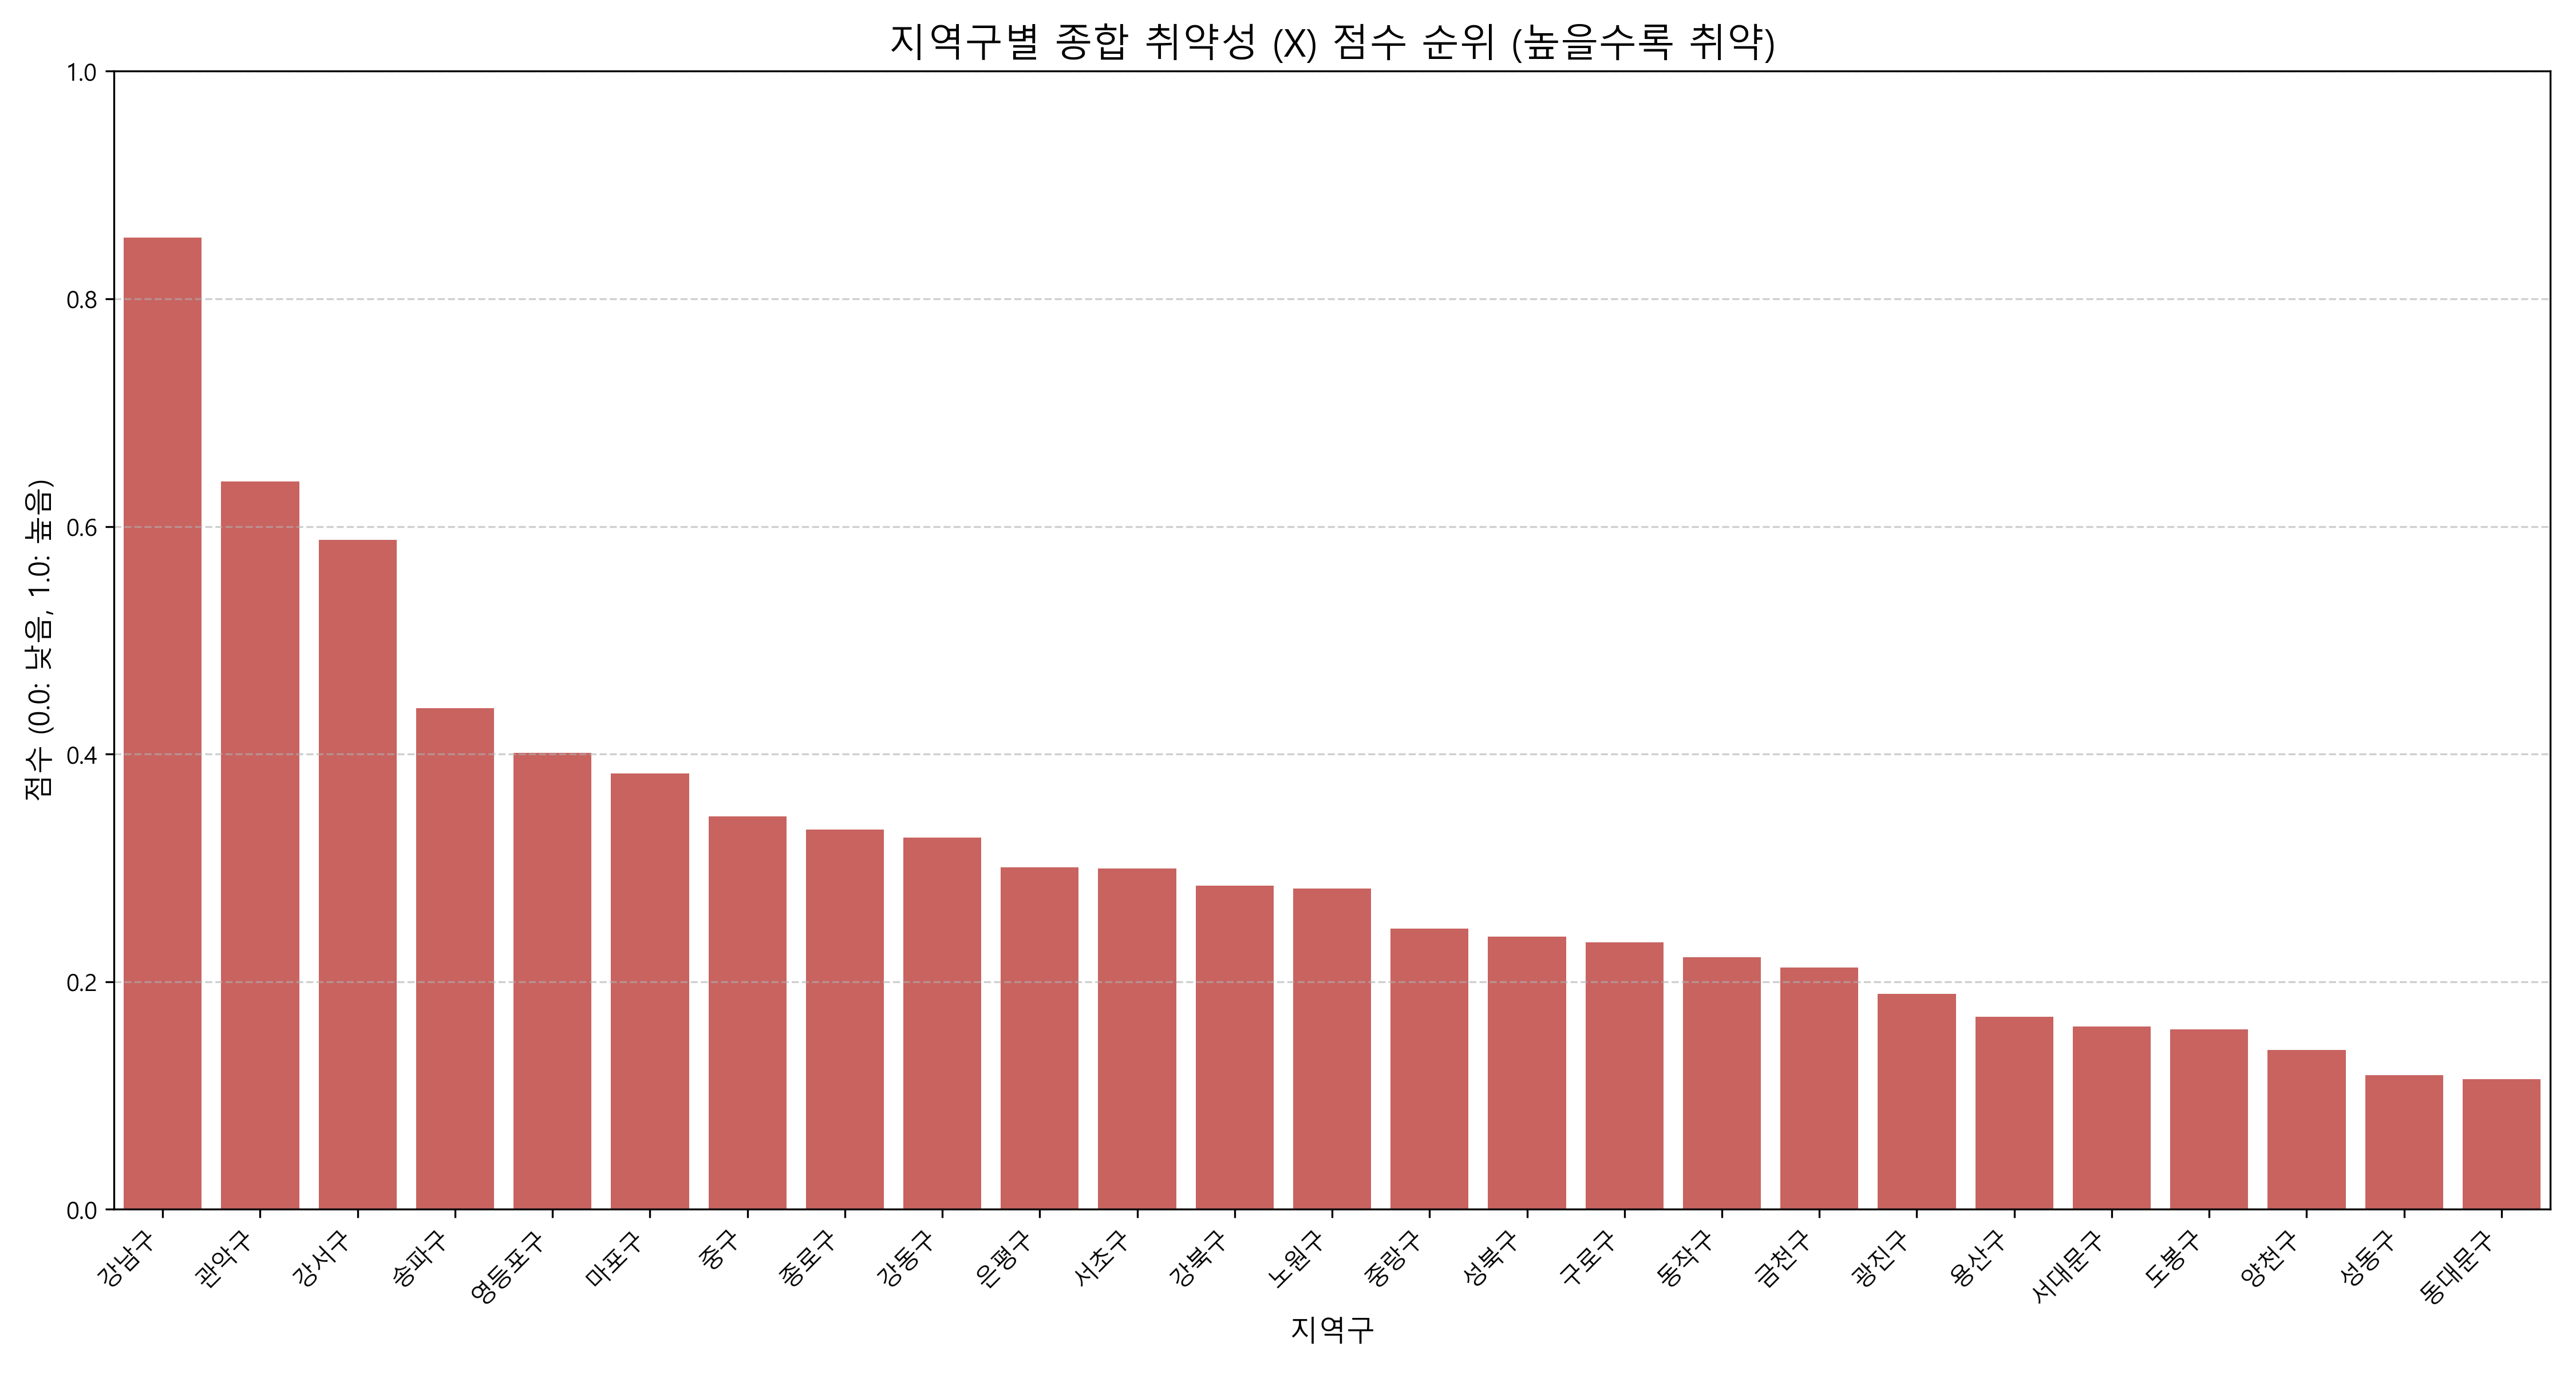 지역구별 종합 취약성 (X) 점수 순위 (높을수록 취약)
점수 (0.0: 낮음, 1.0: 높음)
1.0
0.8
0.6
0.4
0.2
0.0
강남구
관악구
강서구
송파구
영등포구
마포구
중구
종로구
강동구
은평구
서초구
강북구
노원구
중랑구
성북구
구로구
동작구
금천구
광진구
용산구
서대문구
도봉구
양천구
성동구
동대문구
지역구